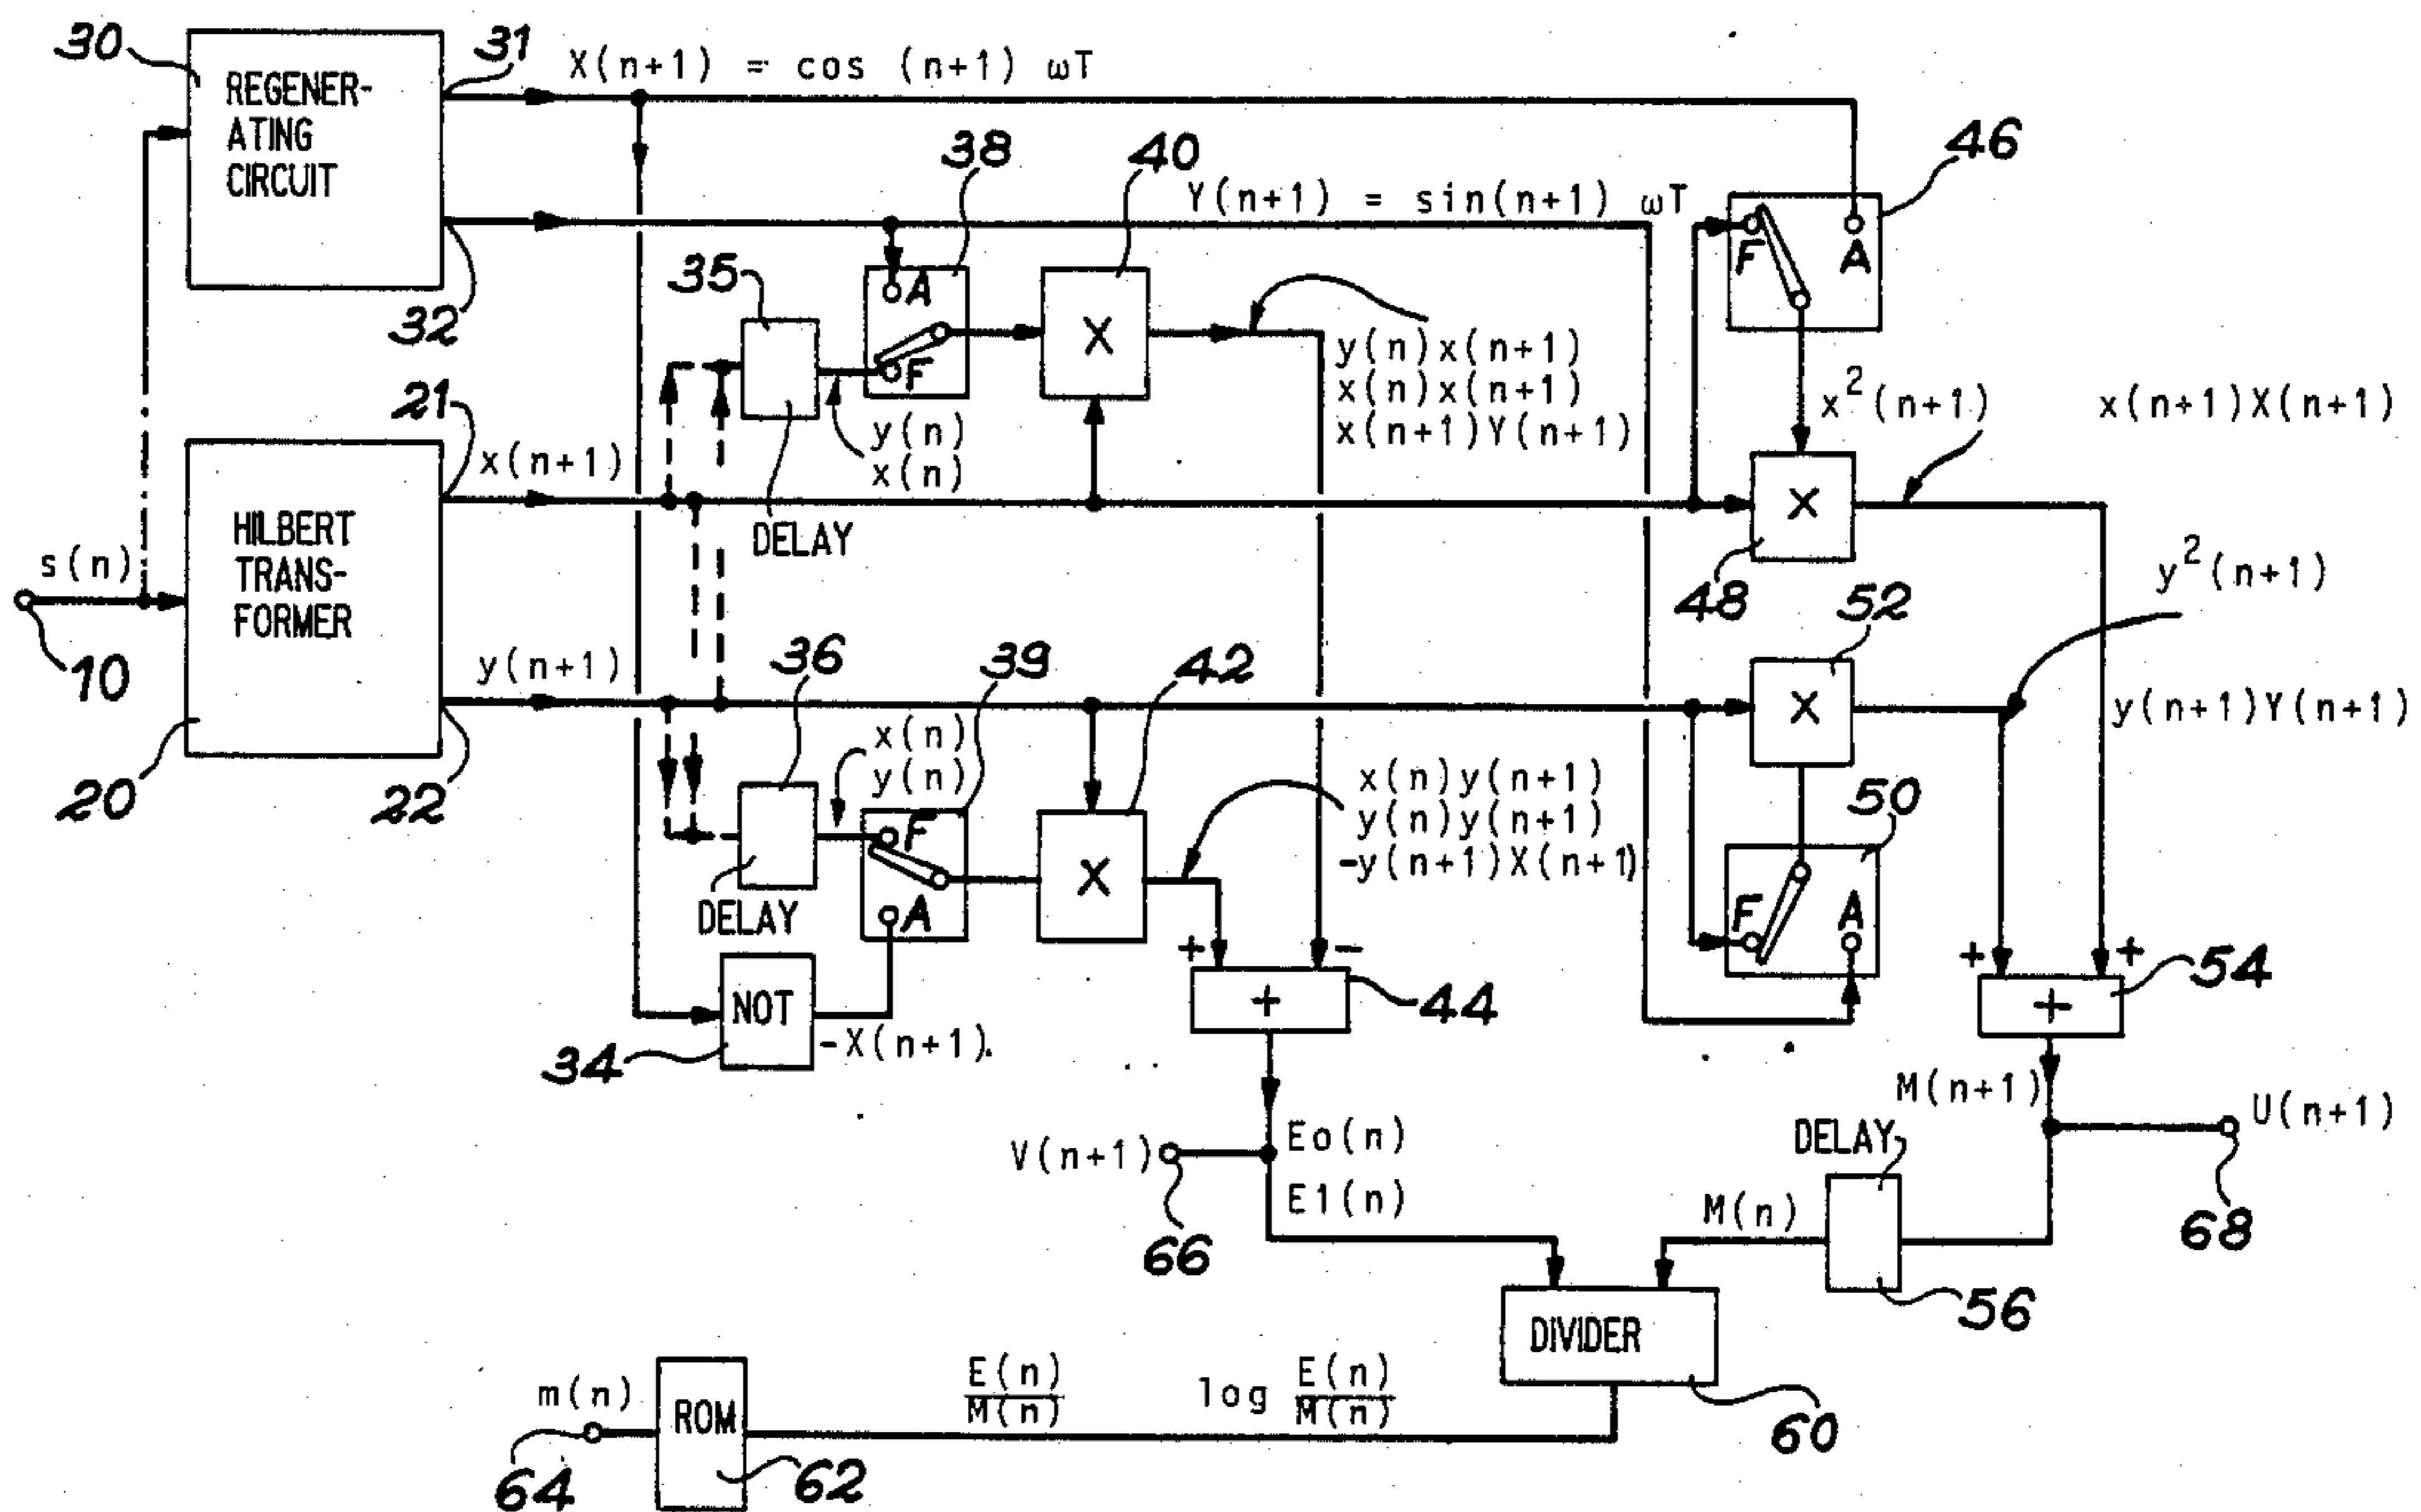 30
REGENER-
ATING
CIRCUIT
31
X(n+1) = cos (n+1) ωT
32
38
40
Y(n+1) = sin(n+1) ωT
46
F
A
35
A
F
X
DELAY
y(n)
x(n)
y(n)x(n+1)
x(n)x(n+1)
x(n+1)Y(n+1)
x²(n+1)
x(n+1)X(n+1)
21
x(n+1)
HILBERT
TRANS-
FORMER
s(n)
10
20
y(n+1)
22
X
48
y²(n+1)
52
X
y(n+1)Y(n+1)
36
DELAY
x(n)
y(n)
39
F
A
42
X
x(n)y(n+1)
y(n)y(n+1)
-y(n+1)X(n+1)
50
F
A
NOT
34
-X(n+1)
+
-
+
44
+
+
+
54
M(n+1)
U(n+1)
68
V(n+1)
66
Eo(n)
E1(n)
DELAY
M(n)
56
DIVIDER
60
m(n)
64
ROM
62
E(n)
M(n)
log E(n)
M(n)